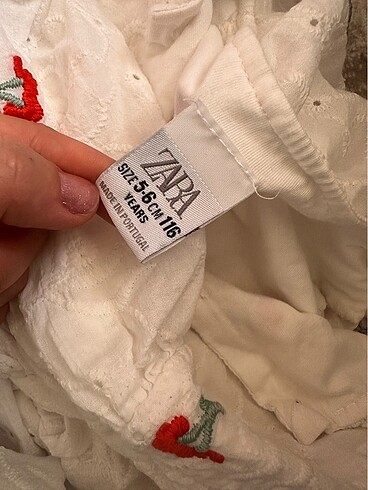 ZARA
SIZE 5-6 CM 116
YEARS
MADE IN PORTUGAL